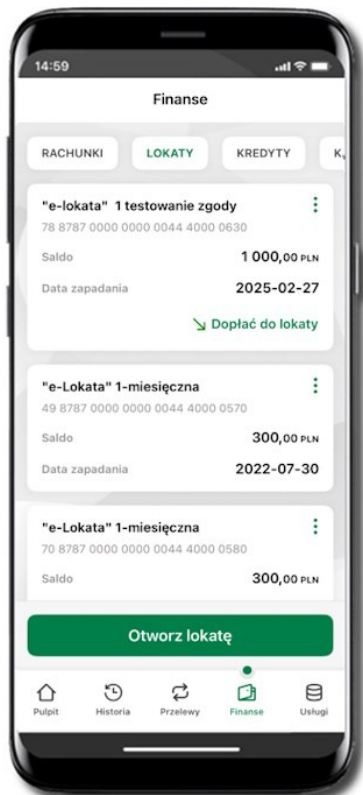 14:59
Finanse
RACHUNKI LOKATY KREDYTY
"e-lokata" 1 testowanie zgody
78 8787 0000 0000 0044 4000 0630
Saldo 1 000,00 PLN
Data zapadania 2025-02-27
Dopłać do lokaty
"e-Lokata" 1-miesięczna
49 8787 0000 0000 0044 4000 0570
Saldo 300,00 PLN
Data zapadania 2022-07-30
"e-Lokata" 1-miesięczna
70 8787 0000 0000 0044 4000 0580
Saldo 300,00 PLN
Otworz lokatę
Pulpit Historia Przelewy Finanse Usługi